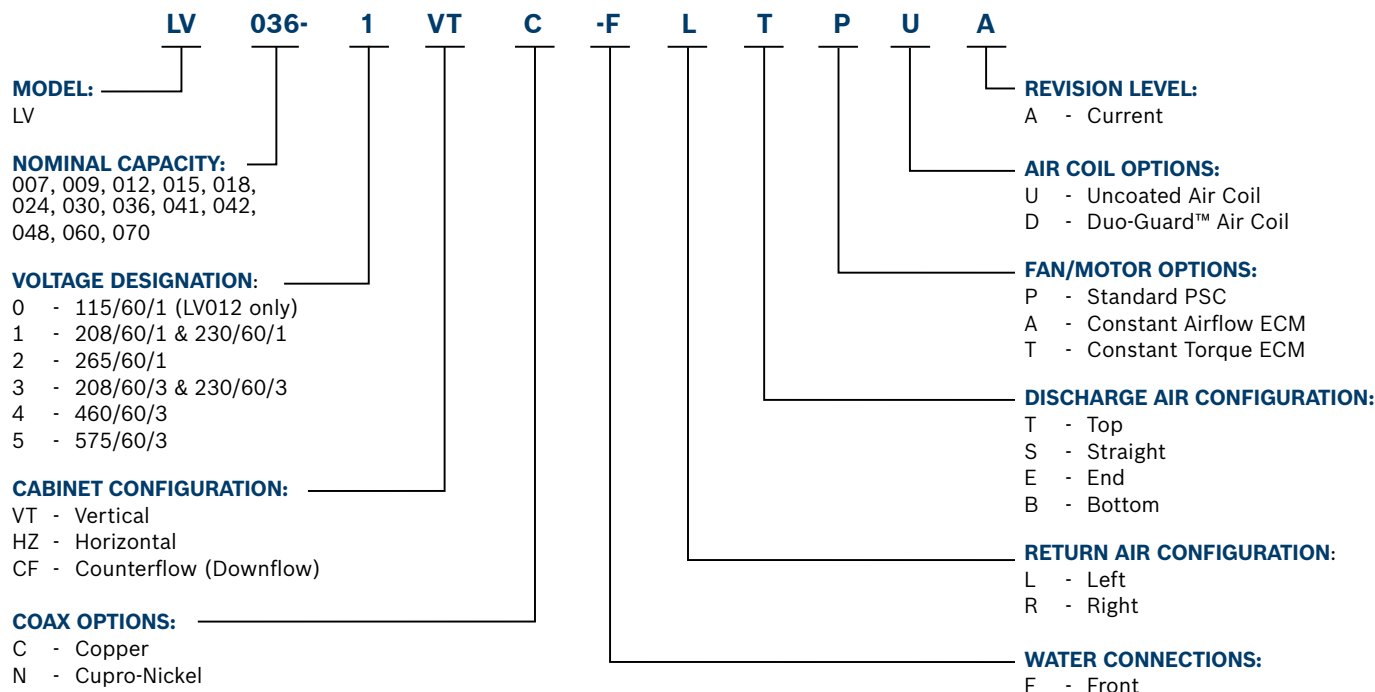 LV 036- 1 VT C -F L T P U A
MODEL:
LV
NOMINAL CAPACITY:
007, 009, 012, 015, 018,
024, 030, 036, 041, 042,
048, 060, 070
VOLTAGE DESIGNATION:
0 - 115/60/1 (LV012 only)
1 - 208/60/1 & 230/60/1
2 - 265/60/1
3 - 208/60/3 & 230/60/3
4 - 460/60/3
5 - 575/60/3
CABINET CONFIGURATION:
VT - Vertical
HZ - Horizontal
CF - Counterflow (Downflow)
COAX OPTIONS:
C - Copper
N - Cupro-Nickel
REVISION LEVEL:
A - Current
AIR COIL OPTIONS:
U - Uncoated Air Coil
D - Duo-Guard™ Air Coil
FAN/MOTOR OPTIONS:
P - Standard PSC
A - Constant Airflow ECM
T - Constant Torque ECM
DISCHARGE AIR CONFIGURATION:
T - Top
S - Straight
E - End
B - Bottom
RETURN AIR CONFIGURATION:
L - Left
R - Right
WATER CONNECTIONS:
F - Front